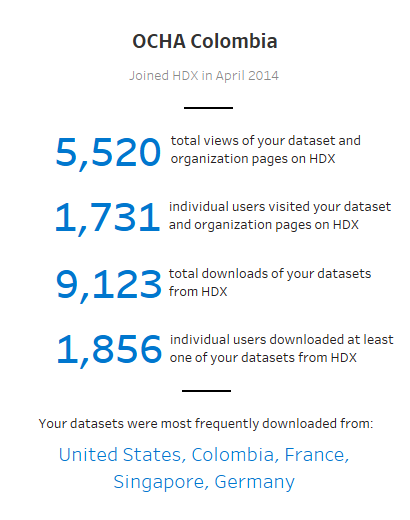 OCHA Colombia
Joined HDX in April 2014
5,520 total views of your dataset and
organization pages on HDX
1,731 individual users visited your dataset
and organization pages on HDX
9,123 total downloads of your datasets
from HDX
1,856 individual users downloaded at least
one of your datasets from HDX
Your datasets were most frequently downloaded from:
United States, Colombia, France,
Singapore, Germany